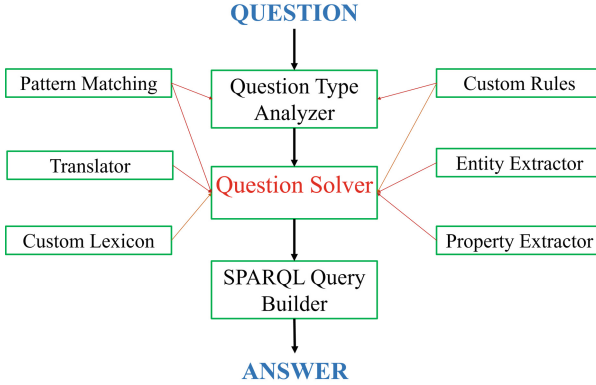 QUESTION
Pattern Matching
Question Type
Analyzer
Custom Rules
Translator
Question Solver
Entity Extractor
Custom Lexicon
Property Extractor
SPARQL Query
Builder
ANSWER